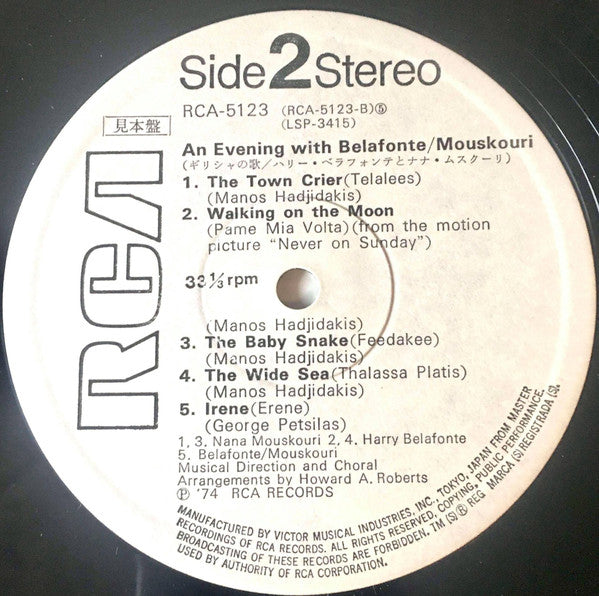 Side 2 Stereo
RCA-5123 (RCA-5123-B)⑤
(LSP-3415)
見本盤
RCA
An Evening with Belafonte/Mouskouri
(ギリシャの歌/ハリー・ベラフォンテとナナ・ムスクーリ)
1. The Town Crier(Telalees)
(Manos Hadjidakis)
2. Walking on the Moon
(Pame Mia Volta)(from the motion
picture "Never on Sunday")
33 1/3 rpm
(Manos Hadjidakis)
3. The Baby Snake(Feedakee)
(Manos Hadjidakis)
4. The Wide Sea(Thalassa Platis)
(Manos Hadjidakis)
5. Irene(Erene)
(George Petsilas)
1, 3. Nana Mouskouri 2, 4. Harry Belafonte
5. Belafonte/Mouskouri
Musical Direction and Choral
Arrangements by Howard A. Roberts
Ⓟ '74 RCA RECORDS
MANUFACTURED BY VICTOR MUSICAL INDUSTRIES, INC., TOKYO, JAPAN FROM MASTER
RECORDINGS OF RCA RECORDS. ALL RIGHTS RESERVED, COPYING, PUBLIC PERFORMANCE,
BROADCASTING OF THESE RECORDS ARE FORBIDDEN. TM (S) ® REG MARCA (S) REGISTRADA (S).
USED BY AUTHORITY OF RCA CORPORATION.